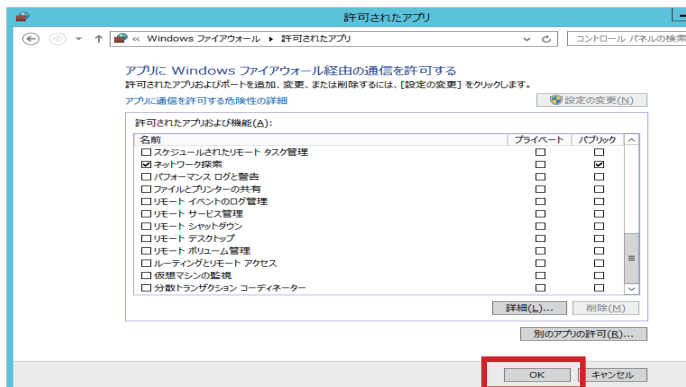 許可されたアプリ
« Windows ファイアウォール ▸ 許可されたアプリ
コントロール パネルの検索
アプリに Windows ファイアウォール経由の通信を許可する
許可されたアプリおよびポートを追加、変更、または削除するには、[設定の変更] をクリックします。
アプリに通信を許可する危険性の詳細
設定の変更(N)
許可されたアプリおよび機能(A):
名前 プライベート パブリック
スケジュールされたリモート タスク管理
ネットワーク探索
パフォーマンス ログと警告
ファイルとプリンターの共有
リモート イベントのログ管理
リモート サービス管理
リモート シャットダウン
リモート デスクトップ
リモート ボリューム管理
ルーティングとリモート アクセス
仮想マシンの監視
分散トランザクション コーディネーター
詳細(L)... 削除(M)
別のアプリの許可(R)...
OK キャンセル